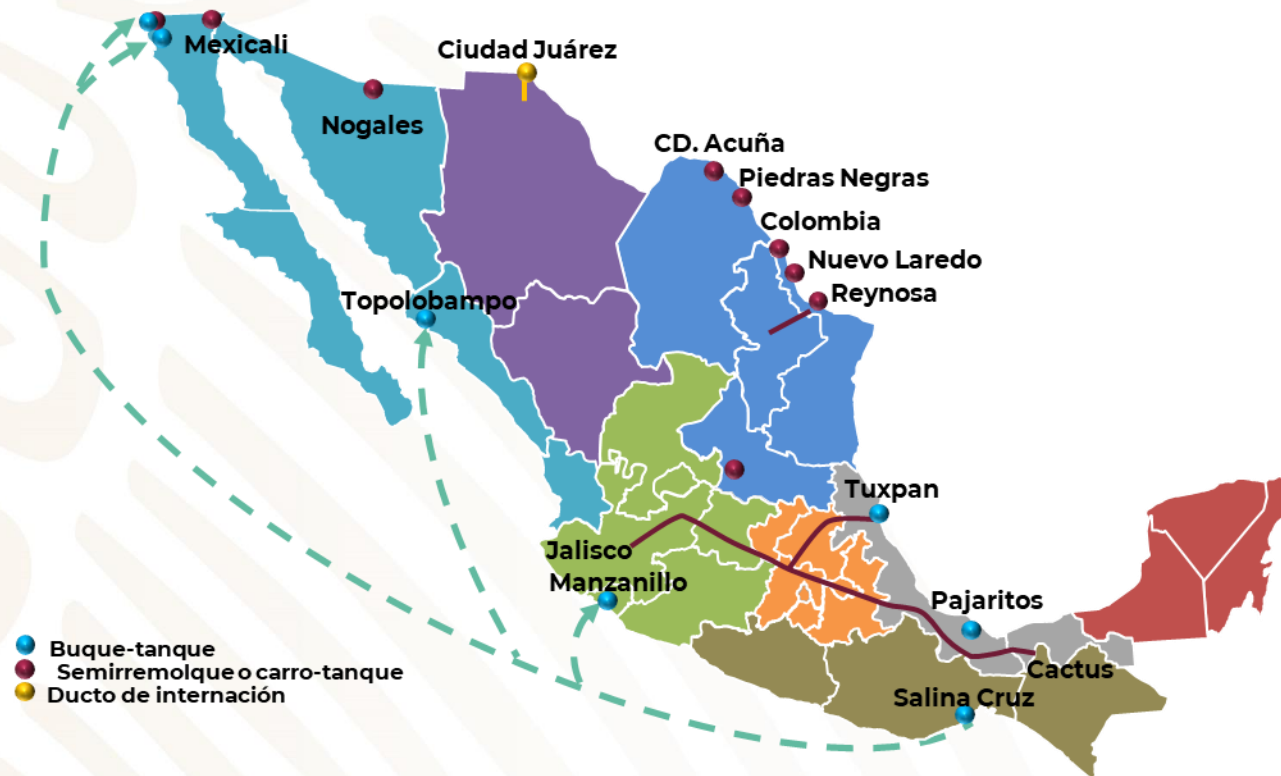 Mexicali
Ciudad Juárez
Nogales
CD. Acuña
Piedras Negras
Colombia
Nuevo Laredo
Reynosa
Topolobampo
Tuxpan
Jalisco
Manzanillo
Pajaritos
Cactus
Salina Cruz
Buque-tanque
Semirremolque o carro-tanque
Ducto de internación